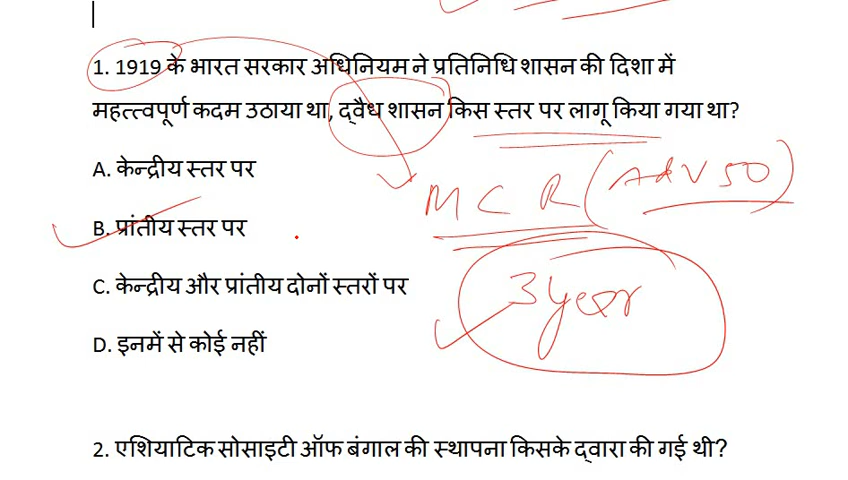 1. 1919 के भारत सरकार अधिनियम ने प्रतिनिधि शासन की दिशा में
महत्त्वपूर्ण कदम उठाया था, द्वैध शासन किस स्तर पर लागू किया गया था?
A. केन्द्रीय स्तर पर
MCR (
B. प्रांतीय स्तर पर
C. केन्द्रीय और प्रांतीय दोनों स्तरों पर
3 year
D. इनमें से कोई नहीं
2. एशियाटिक सोसाइटी ऑफ बंगाल की स्थापना किसके द्वारा की गई थी?